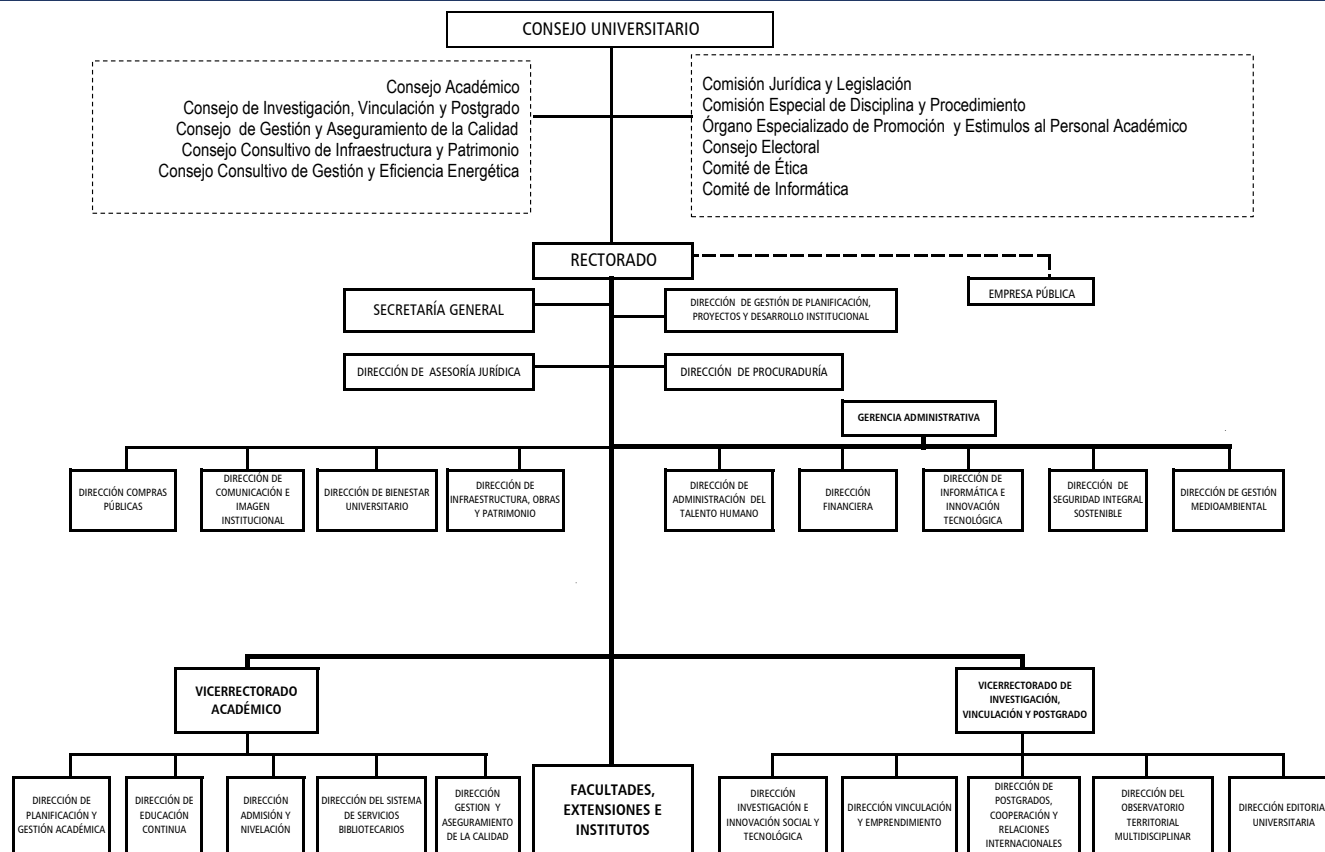 CONSEJO UNIVERSITARIO
Consejo Académico
Consejo de Investigación, Vinculación y Postgrado
Consejo de Gestión y Aseguramiento de la Calidad
Consejo Consultivo de Infraestructura y Patrimonio
Consejo Consultivo de Gestión y Eficiencia Energética
Comisión Jurídica y Legislación
Comisión Especial de Disciplina y Procedimiento
Órgano Especializado de Promoción y Estimulos al Personal Académico
Consejo Electoral
Comité de Ética
Comité de Informática
RECTORADO
EMPRESA PÚBLICA
SECRETARÍA GENERAL
DIRECCIÓN DE GESTIÓN DE PLANIFICACIÓN,
PROYECTOS Y DESARROLLO INSTITUCIONAL
DIRECCIÓN DE ASESORÍA JURÍDICA
DIRECCIÓN DE PROCURADURÍA
GERENCIA ADMINISTRATIVA
DIRECCIÓN COMPRAS
PÚBLICAS
DIRECCIÓN DE
COMUNICACIÓN E
IMAGEN
INSTITUCIONAL
DIRECCIÓN DE BIENESTAR
UNIVERSITARIO
DIRECCIÓN DE
INFRAESTRUCTURA, OBRAS
Y PATRIMONIO
DIRECCIÓN DE
ADMINISTRACIÓN DEL
TALENTO HUMANO
DIRECCIÓN
FINANCIERA
DIRECCIÓN DE
INFORMÁTICA E
INNOVACIÓN
TECNOLÓGICA
DIRECCIÓN DE
SEGURIDAD INTEGRAL
SOSTENIBLE
DIRECCIÓN DE GESTIÓN
MEDIOAMBIENTAL
VICERRECTORADO
ACADÉMICO
VICERRECTORADO DE
INVESTIGACIÓN,
VINCULACIÓN Y POSTGRADO
DIRECCIÓN DE
PLANIFICACIÓN Y
GESTIÓN ACADÉMICA
DIRECCIÓN DE
EDUCACIÓN
CONTINUA
DIRECCIÓN
ADMISIÓN Y
NIVELACIÓN
DIRECCIÓN DEL SISTEMA
DE SERVICIOS
BIBLIOTECARIOS
DIRECCIÓN
GESTION Y
ASEGURAMIENTO
DE LA CALIDAD
FACULTADES,
EXTENSIONES E
INSTITUTOS
DIRECCIÓN
INVESTIGACIÓN E
INNOVACIÓN SOCIAL Y
TECNOLÓGICA
DIRECCIÓN VINCULACIÓN
Y EMPRENDIMIENTO
DIRECCIÓN DE
POSTGRADOS,
COOPERACIÓN Y
RELACIONES
INTERNACIONALES
DIRECCIÓN DEL
OBSERVATORIO
TERRITORIAL
MULTIDISCIPLINAR
DIRECCIÓN EDITORIA
UNIVERSITARIA